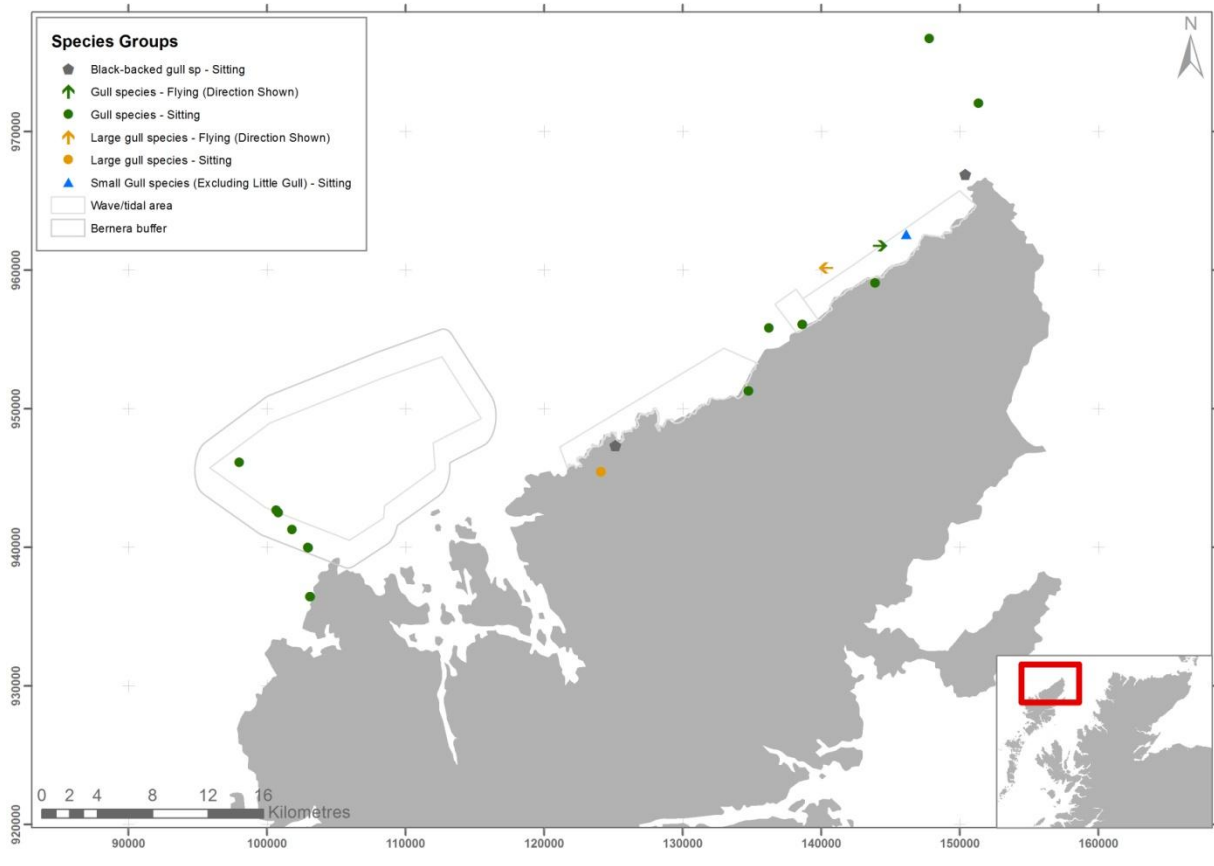 Species Groups
Black-backed gull sp - Sitting
Gull species - Flying (Direction Shown)
Gull species - Sitting
Large gull species - Flying (Direction Shown)
Large gull species - Sitting
Small Gull species (Excluding Little Gull) - Sitting
Wave/tidal area
Bernera buffer
N
970000
960000
950000
940000
930000
920000
0 2 4 8 12 16
Kilometres
90000 100000 110000 120000 130000 140000 150000 160000